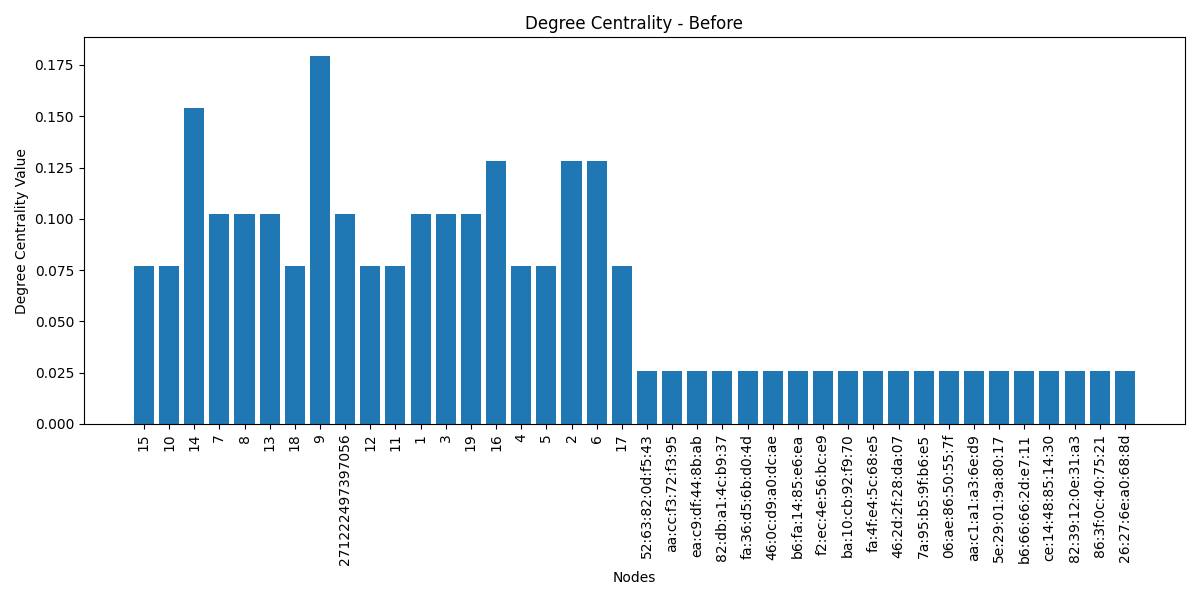 Degree Centrality - Before
Degree Centrality Value
0.175
0.150
0.125
0.100
0.075
0.050
0.025
0.000
15
10
14
7
8
13
18
9
271222497397056
12
11
1
3
19
16
4
5
2
6
17
52:63:82:0d:f5:43
aa:cc:f3:72:f3:95
ea:c9:df:44:8b:ab
82:db:a1:4c:b9:37
fa:36:d5:6b:d0:4d
46:0c:d9:a0:dc:ae
b6:fa:14:85:e6:ea
f2:ec:4e:56:bc:e9
ba:10:cb:92:f9:70
fa:4f:e4:5c:68:e5
46:2d:2f:28:da:07
7a:95:b5:9f:b6:e5
06:ae:86:50:55:7f
aa:c1:a1:a3:6e:d9
5e:29:01:9a:80:17
b6:66:66:2d:e7:11
ce:14:48:85:14:30
82:39:12:0e:31:a3
86:3f:0c:40:75:21
26:27:6e:a0:68:8d
Nodes